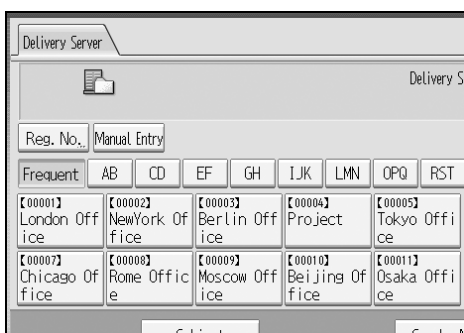 Delivery Server
Delivery S
Reg. No. Manual Entry
Frequent AB CD EF GH IJK LMN OPQ RST
【00001】 【00002】 【00003】 【00004】 【00005】
London Off NewYork Of Berlin Off Project Tokyo Offi
ice ffice ice ce
【00007】 【00008】 【00009】 【00010】 【00011】
Chicago Of Rome Offic Moscow Off Beijing Of Osaka Offi
fice e ice fice ce